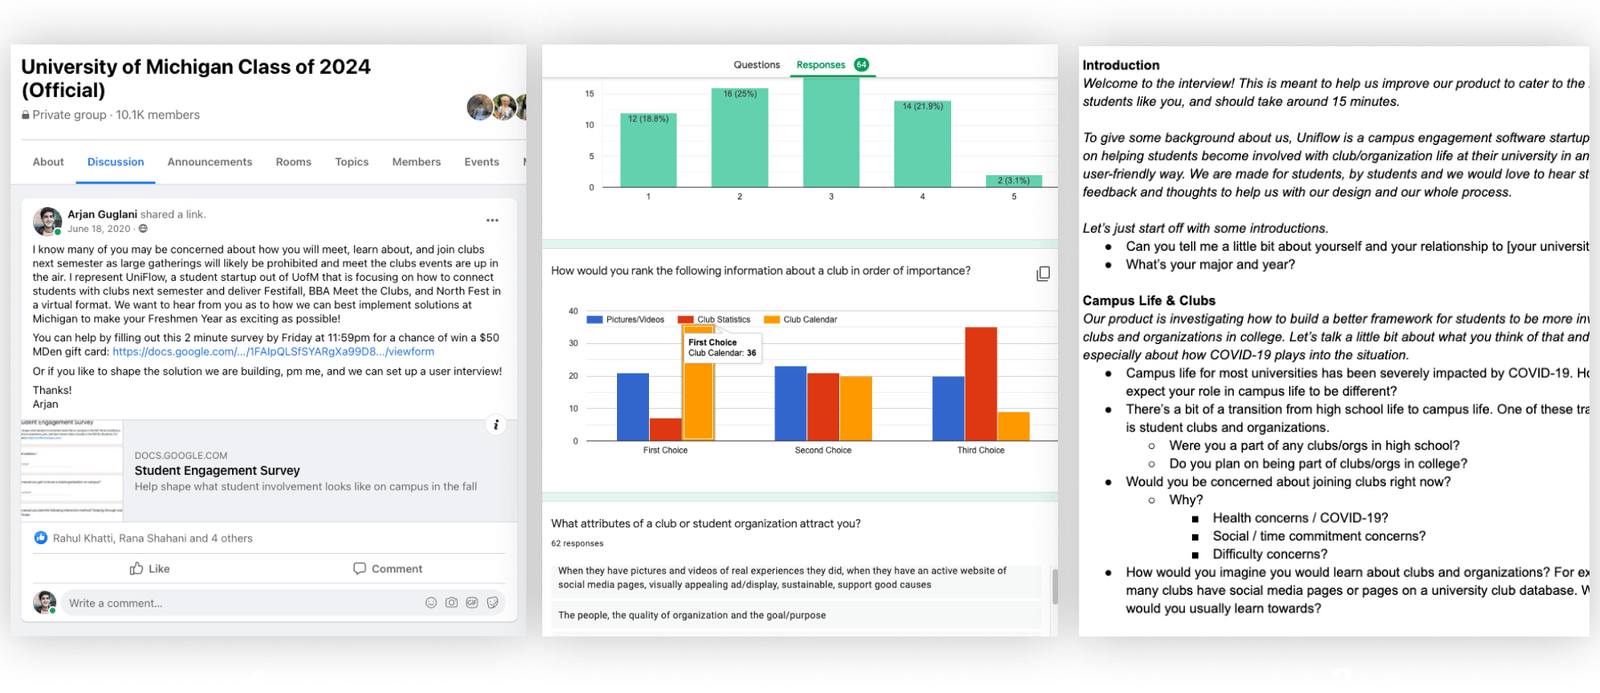 University of Michigan Class of 2024
(Official)
Private group · 10.1K members
About
Discussion
Announcements
Rooms
Topics
Members
Events
Arjan Guglani shared a link.
June 18, 2020 ·
I know many of you may be concerned about how you will meet, learn about, and join clubs
next semester as large gatherings will likely be prohibited and meet the clubs events are up in
the air. I represent UniFlow, a student startup out of UofM that is focusing on how to connect
students with clubs next semester and deliver Festifall, BBA Meet the Clubs, and North Fest in
a virtual format. We want to hear from you as to how we can best implement solutions at
Michigan to make your Freshmen Year as exciting as possible!
You can help by filling out this 2 minute survey by Friday at 11:59pm for a chance of win a $50
MDen gift card: https://docs.google.com/.../1FAIpQLSfSYARgXa99D8.../viewform
Or if you like to shape the solution we are building, pm me, and we can set up a user interview!
Thanks!
Arjan
udent Engagement Survey
DOCS.GOOGLE.COM
Student Engagement Survey
Help shape what student involvement looks like on campus in the fall
Rahul Khatti, Rana Shahani and 4 others
Like
Comment
Write a comment...
GIF
Questions
Responses 64
15
10
5
0
12 (18.8%)
16 (25%)
14 (21.9%)
2 (3.1%)
1
2
3
4
5
How would you rank the following information about a club in order of importance?
40
30
20
10
0
Pictures/Videos
Club Statistics
Club Calendar
First Choice
Club Calendar: 36
First Choice
Second Choice
Third Choice
What attributes of a club or student organization attract you?
62 responses
When they have pictures and videos of real experiences they did, when they have an active website of
social media pages, visually appealing ad/display, sustainable, support good causes
The people, the quality of organization and the goal/purpose
Introduction
Welcome to the interview! This is meant to help us improve our product to cater to the
students like you, and should take around 15 minutes.
To give some background about us, Uniflow is a campus engagement software startup
on helping students become involved with club/organization life at their university in an
user-friendly way. We are made for students, by students and we would love to hear st
feedback and thoughts to help us with our design and our whole process.
Let's just start off with some introductions.
● Can you tell me a little bit about yourself and your relationship to [your universit
● What's your major and year?
Campus Life & Clubs
Our product is investigating how to build a better framework for students to be more inv
clubs and organizations in college. Let's talk a little bit about what you think of that and
especially about how COVID-19 plays into the situation.
● Campus life for most universities has been severely impacted by COVID-19. Ho
expect your role in campus life to be different?
● There's a bit of a transition from high school life to campus life. One of these tra
is student clubs and organizations.
○ Were you a part of any clubs/orgs in high school?
○ Do you plan on being part of clubs/orgs in college?
● Would you be concerned about joining clubs right now?
○ Why?
■ Health concerns / COVID-19?
■ Social / time commitment concerns?
■ Difficulty concerns?
● How would you imagine you would learn about clubs and organizations? For ex
many clubs have social media pages or pages on a university club database. W
would you usually learn towards?